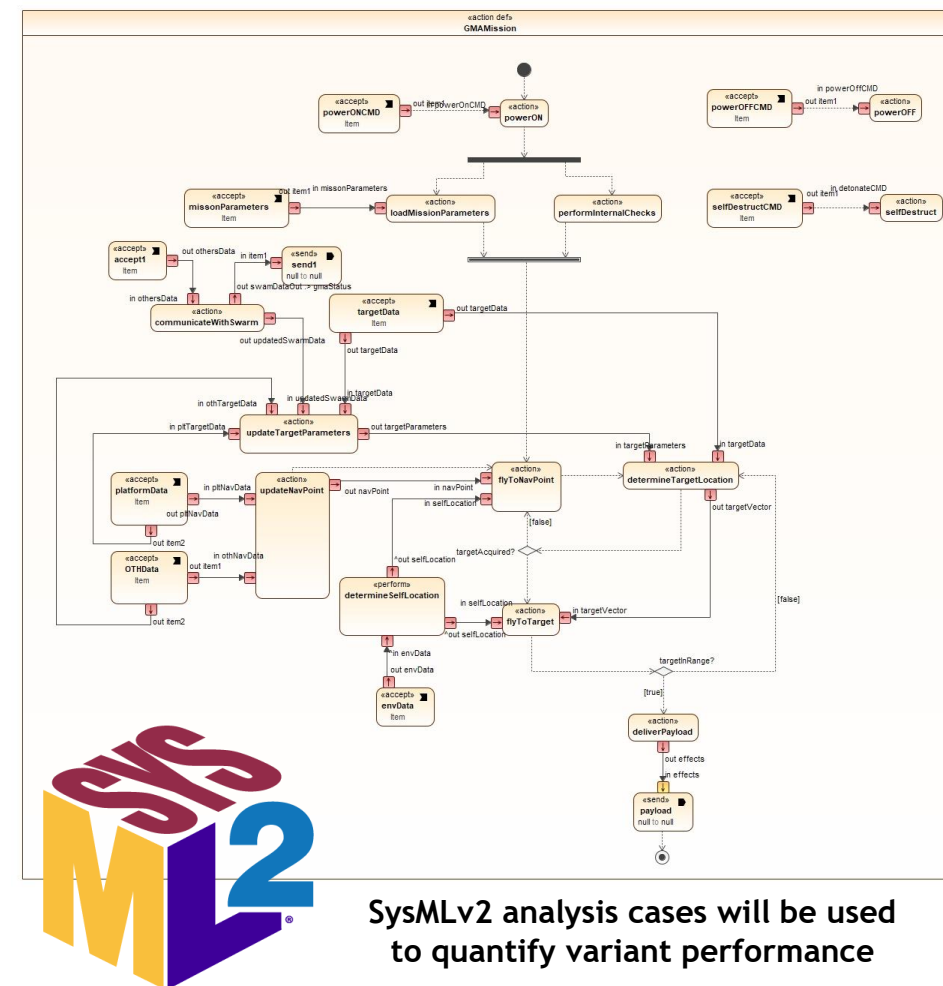 «action def»
GMAMission
«accept»
powerONCMD
Item
out item1
in powerOnCMD
«action»
powerON
«accept»
powerOFFCMD
Item
out item1
in powerOffCMD
«action»
powerOFF
«accept»
missonParameters
Item
out item1
in missonParameters
«action»
loadMissionParameters
«action»
performInternalChecks
«accept»
selfDestructCMD
Item
out item1
in detonateCMD
«action»
selfDestruct
«accept»
accept1
Item
out othersData
in item1
«send»
send1
null to null
out swamDataOut :> gmaStatus
in othersData
«action»
communicateWithSwarm
out updatedSwarmData
«accept»
targetData
Item
out targetData
out targetData
in othTargetData
in updatedSwarmData
in targetData
in pltTargetData
«action»
updateTargetParameters
out targetParameters
in targetParameters
in targetData
«accept»
platformData
Item
in pltNavData
out pltNavData
out item2
«action»
updateNavPoint
out navPoint
in navPoint
in selfLocation
«action»
flyToNavPoint
«action»
determineTargetLocation
out targetVector
[false]
targetAcquired?
«accept»
OTHData
Item
in othNavData
out item1
out item2
^out selfLocation
«perform»
determineSelfLocation
in selfLocation
^out selfLocation
«action»
flyToTarget
in targetVector
[false]
^in envData
out envData
«accept»
envData
Item
targetInRange?
[true]
«action»
deliverPayload
out effects
in effects
«send»
payload
null to null
SYS
ML2
®
SysMLv2 analysis cases will be used
to quantify variant performance